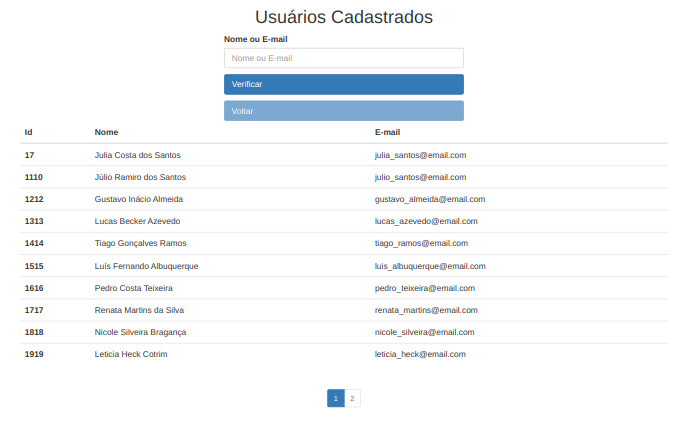 Usuários Cadastrados
Nome ou E-mail
Nome ou E-mail
Verificar
Voltar
Id Nome E-mail
17 Julia Costa dos Santos julia_santos@email.com
1110 Júlio Ramiro dos Santos julio_santos@email.com
1212 Gustavo Inácio Almeida gustavo_almeida@email.com
1313 Lucas Becker Azevedo lucas_azevedo@email.com
1414 Tiago Gonçalves Ramos tiago_ramos@email.com
1515 Luís Fernando Albuquerque luis_albuquerque@email.com
1616 Pedro Costa Teixeira pedro_teixeira@email.com
1717 Renata Martins da Silva renata_martins@email.com
1818 Nicole Silveira Bragança nicole_silveira@email.com
1919 Leticia Heck Cotrim leticia_heck@email.com
1 2